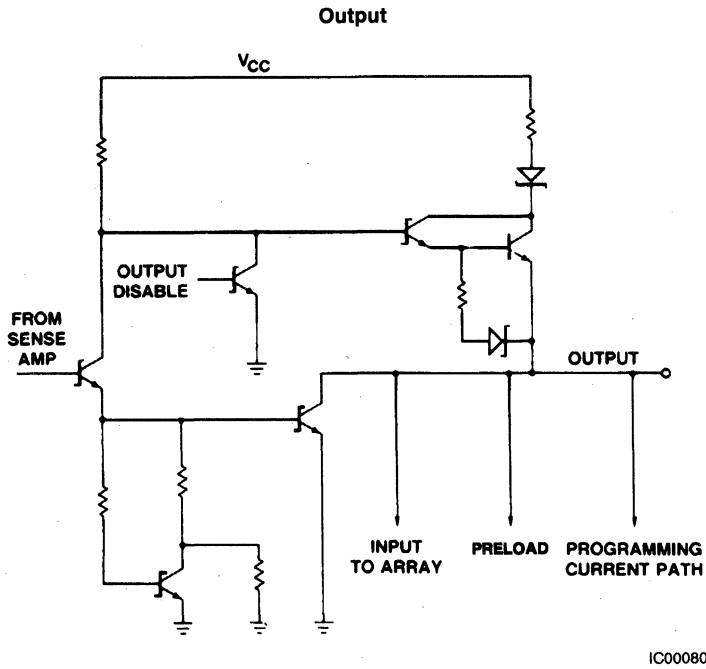 Output
VCC
OUTPUT
DISABLE
FROM
SENSE
AMP
OUTPUT
INPUT
TO ARRAY
PRELOAD
PROGRAMMING
CURRENT PATH
IC00080